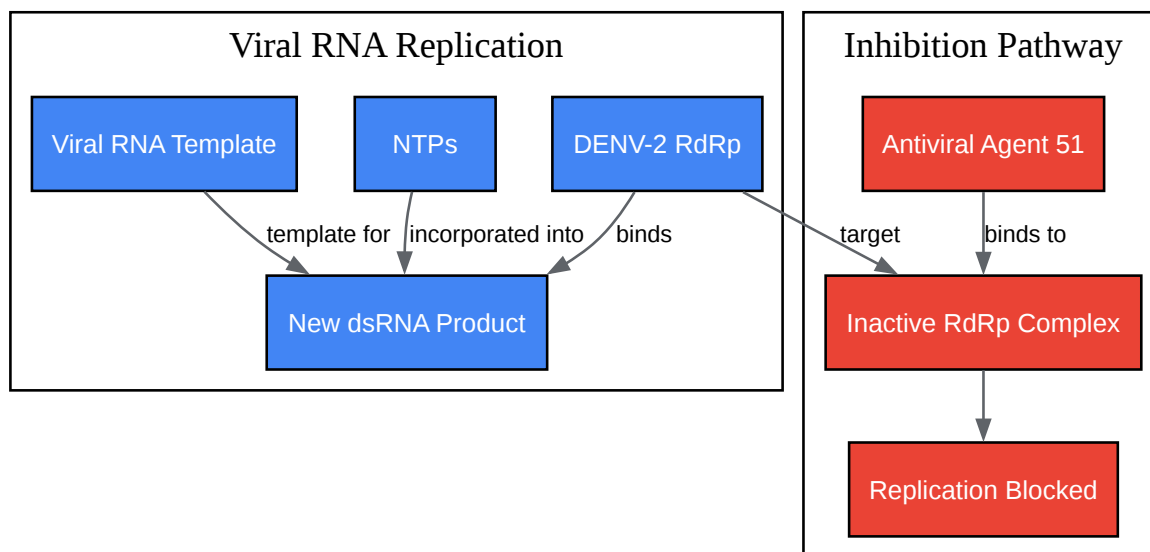 Viral RNA Replication
Inhibition Pathway
Viral RNA Template
NTPs
DENV-2 RdRp
Antiviral Agent 51
template for
incorporated into
binds
target
binds to
New dsRNA Product
Inactive RdRp Complex
Replication Blocked